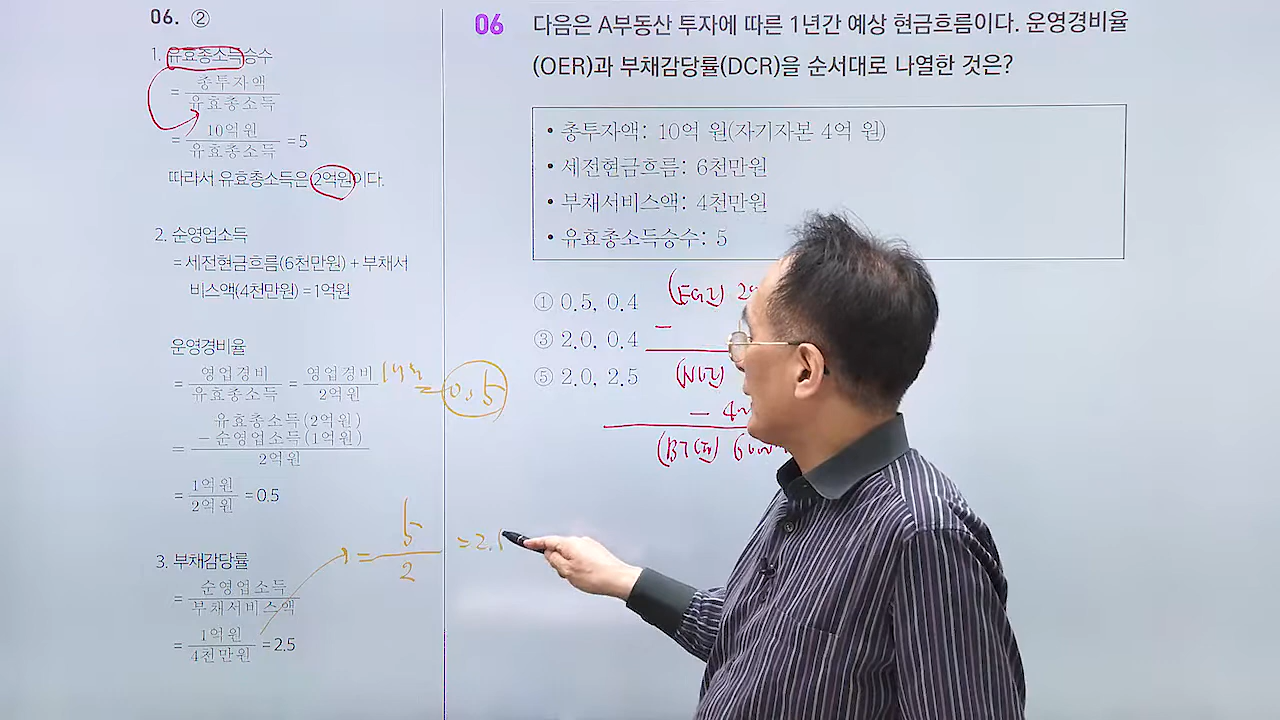 06. ②
1. 유효총소득승수
= 총투자액 / 유효총소득
= 10억 원 / 유효총소득 = 5
따라서 유효총소득은 2억원이다.
2. 순영업소득
= 세전현금흐름(6천만원) + 부채서
비스액(4천만원) = 1억원
운영경비율
= 영업경비 / 유효총소득 = 영업경비 / 2억원
= 0.5
유효총소득(2억원)
= - 순영업소득(1억원) / 2억원
= 1억원 / 2억원 = 0.5
3. 부채감당률
= 순영업소득 / 부채서비스액
= 1억원 / 4천만원 = 2.5
= 5 / 2 = 2.
06 다음은 A부동산 투자에 따른 1년간 예상 현금흐름이다. 운영경비율
(OER)과 부채감당률(DCR)을 순서대로 나열한 것은?
• 총투자액: 10억 원(자기자본 4억 원)
• 세전현금흐름: 6천만원
• 부채서비스액: 4천만원
• 유효총소득승수: 5
① 0.5, 0.4
③ 2.0, 0.4
⑤ 2.0, 2.5
(EGI) 2
−
(NOI)
− 4